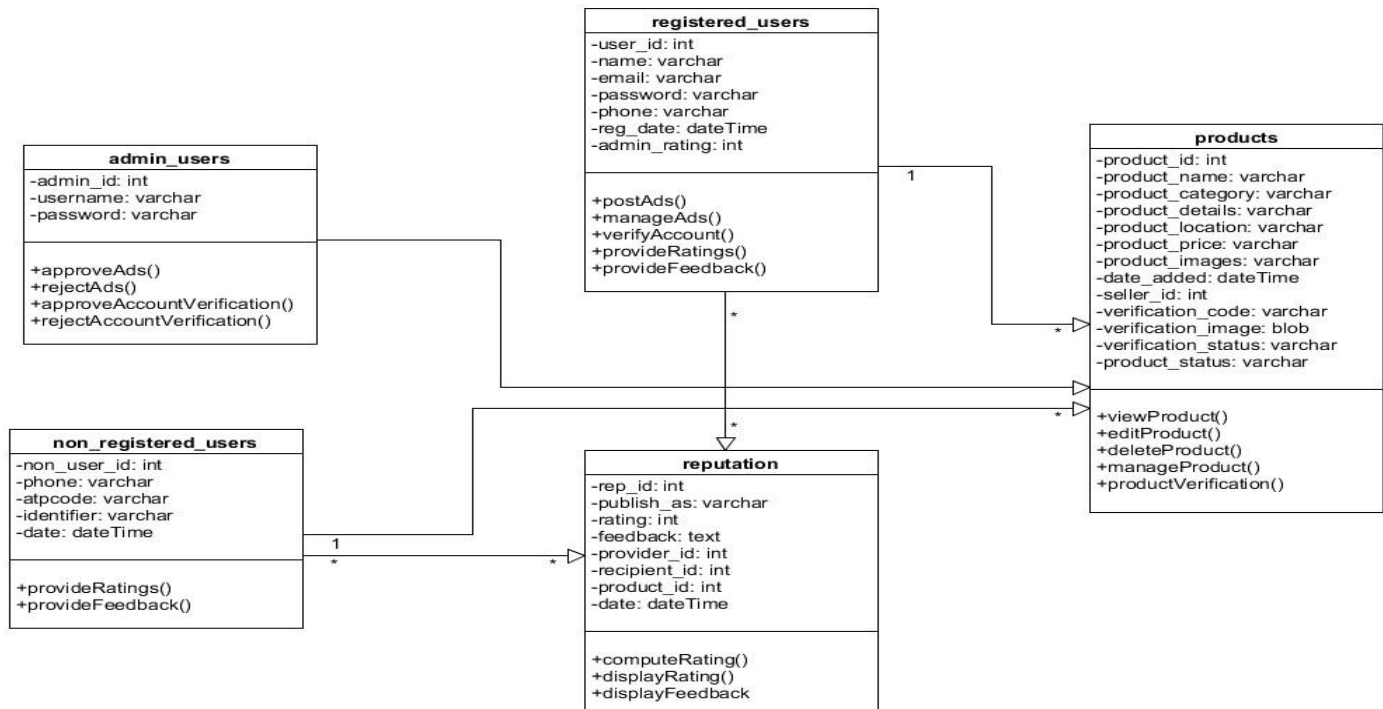 registered_users
-user_id: int
-name: varchar
-email: varchar
-password: varchar
-phone: varchar
-reg_date: dateTime
-admin_rating: int
+postAds()
+manageAds()
+verifyAccount()
+provideRatings()
+provideFeedback()
admin_users
-admin_id: int
-username: varchar
-password: varchar
+approveAds()
+rejectAds()
+approveAccountVerification()
+rejectAccountVerification()
products
-product_id: int
-product_name: varchar
-product_category: varchar
-product_details: varchar
-product_location: varchar
-product_price: varchar
-product_images: varchar
-date_added: dateTime
-seller_id: int
-verification_code: varchar
-verification_image: blob
-verification_status: varchar
-product_status: varchar
+viewProduct()
+editProduct()
+deleteProduct()
+manageProduct()
+productVerification()
1
*
*
*
*
non_registered_users
-non_user_id: int
-phone: varchar
-atpcode: varchar
-identifier: varchar
-date: dateTime
+provideRatings()
+provideFeedback()
1
*
*
reputation
-rep_id: int
-publish_as: varchar
-rating: int
-feedback: text
-provider_id: int
-recipient_id: int
-product_id: int
-date: dateTime
+computeRating()
+displayRating()
+displayFeedback